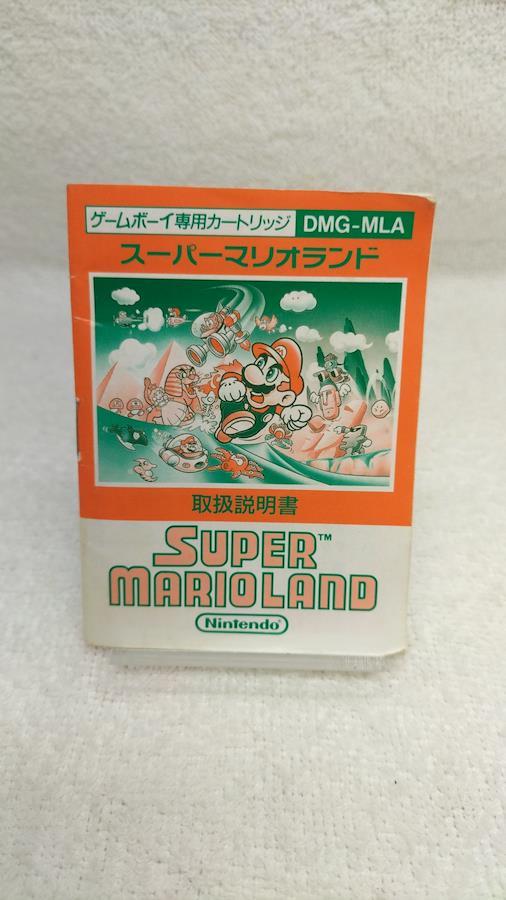 ゲームボーイ専用カートリッジ DMG-MLA
スーパーマリオランド
取扱説明書
SUPER™
MARIOLAND
Nintendo